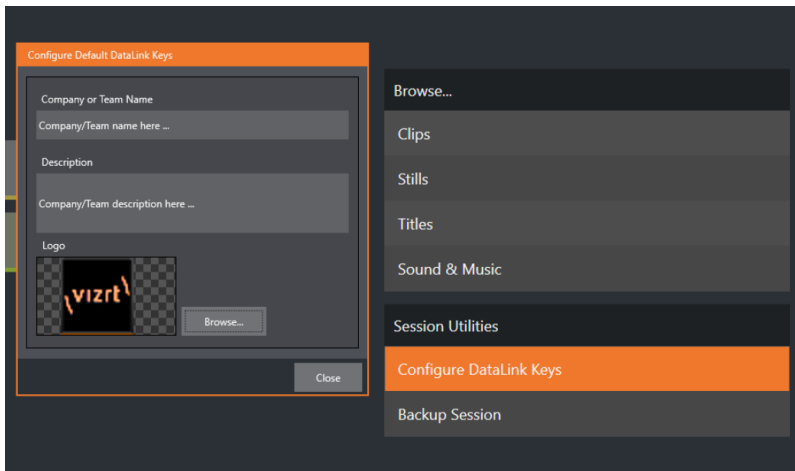 Configure Default DataLink Keys
Company or Team Name
Company/Team name here ...
Description
Company/Team description here ...
Logo
vizrt
Browse...
Close
Browse...
Clips
Stills
Titles
Sound & Music
Session Utilities
Configure DataLink Keys
Backup Session